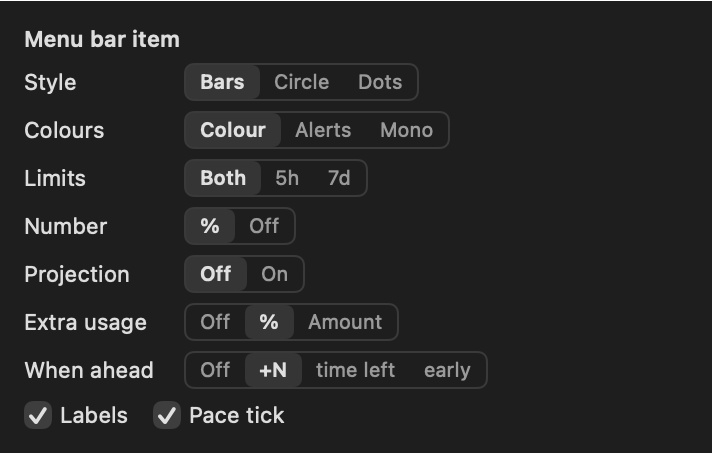 Menu bar item
Style Bars Circle Dots
Colours Colour Alerts Mono
Limits Both 5h 7d
Number % Off
Projection Off On
Extra usage Off % Amount
When ahead Off +N time left early
Labels Pace tick